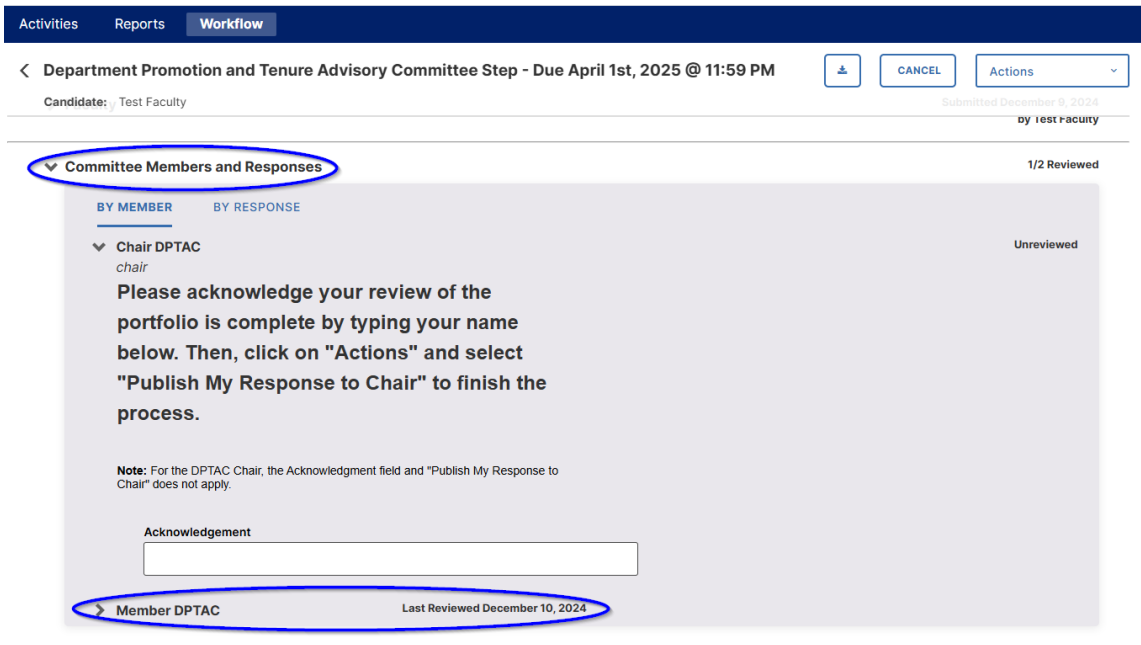 Activities Reports Workflow
Department Promotion and Tenure Advisory Committee Step - Due April 1st, 2025 @ 11:59 PM CANCEL Actions
Candidate: Test Faculty Submitted December 9, 2024
by Test Faculty
Committee Members and Responses 1/2 Reviewed
BY MEMBER BY RESPONSE
Chair DPTAC Unreviewed
chair
Please acknowledge your review of the
portfolio is complete by typing your name
below. Then, click on "Actions" and select
"Publish My Response to Chair" to finish the
process.
Note: For the DPTAC Chair, the Acknowledgment field and "Publish My Response to
Chair" does not apply.
Acknowledgement
Member DPTAC Last Reviewed December 10, 2024